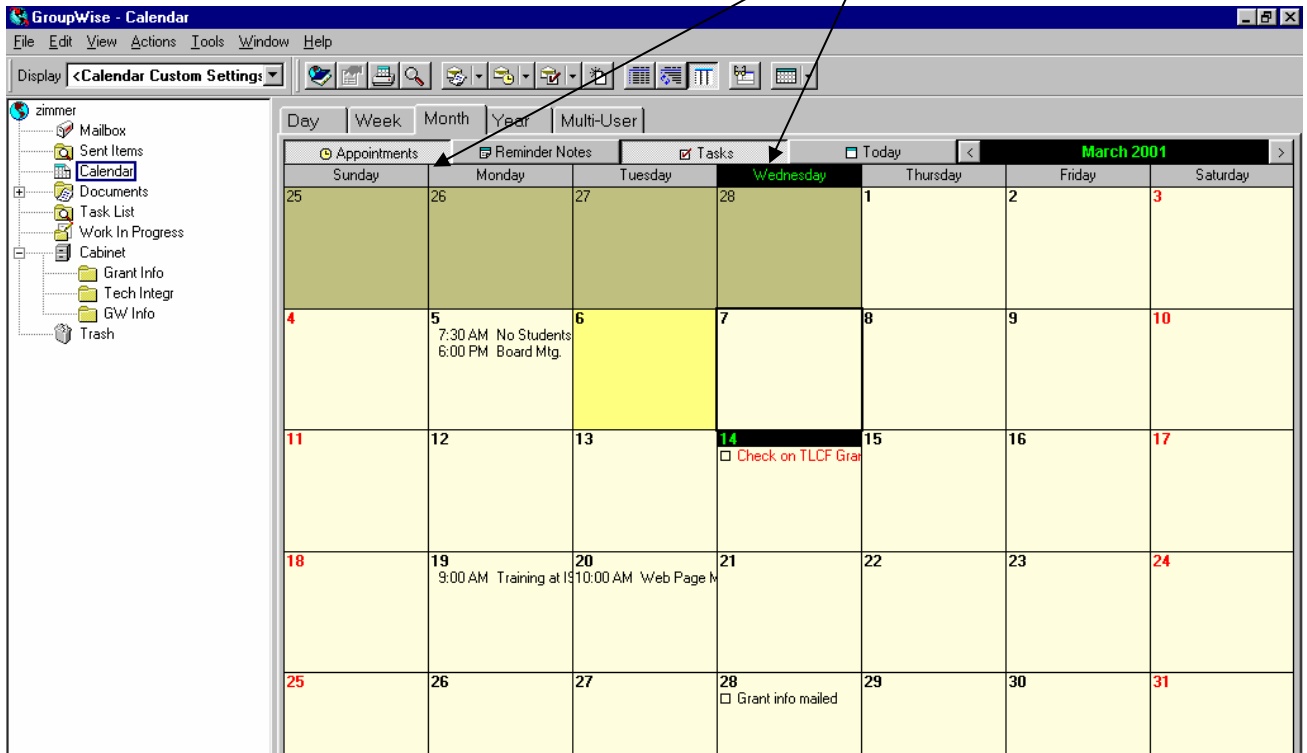 GroupWise - Calendar
File Edit View Actions Tools Window Help
Display <Calendar Custom Settings
zimmer
Mailbox
Sent Items
Calendar
Documents
Task List
Work In Progress
Cabinet
Grant Info
Tech Integr
GW Info
Trash
Day Week Month Year Multi-User
Appointments Reminder Notes Tasks Today < March 2001 >
Sunday Monday Tuesday Wednesday Thursday Friday Saturday
25 26 27 28 1 2 3
4 5 6 7 8 9 10
7:30 AM No Students
6:00 PM Board Mtg.
11 12 13 14 15 16 17
Check on TLCF Gran
18 19 20 21 22 23 24
9:00 AM Training at IS 10:00 AM Web Page M
25 26 27 28 29 30 31
Grant info mailed